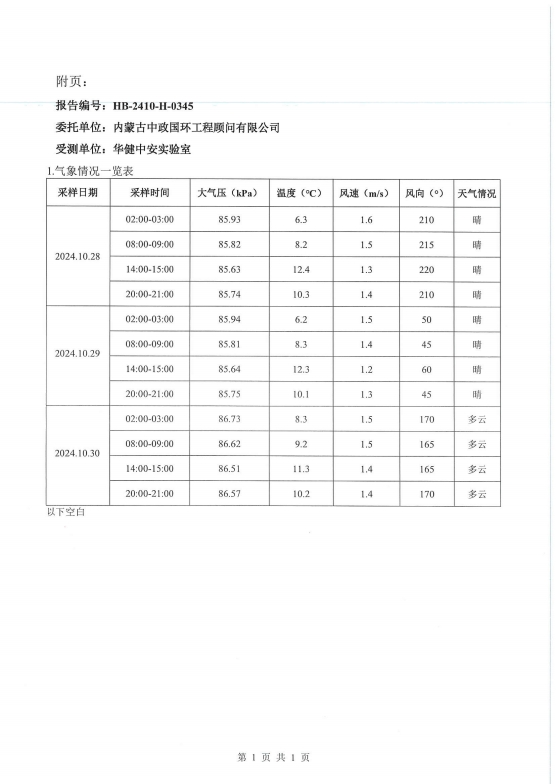 附页：
报告编号：HB-2410-H-0345
委托单位：内蒙古中政国环工程顾问有限公司
受测单位：华健中安实验室
1.气象情况一览表
采样日期 采样时间 大气压（kPa） 温度（℃） 风速（m/s） 风向（°） 天气情况
2024.10.28 02:00-03:00 85.93 6.3 1.6 210 晴
08:00-09:00 85.82 8.2 1.5 215 晴
14:00-15:00 85.63 12.4 1.3 220 晴
20:00-21:00 85.74 10.3 1.4 210 晴
2024.10.29 02:00-03:00 85.94 6.2 1.5 50 晴
08:00-09:00 85.81 8.3 1.4 45 晴
14:00-15:00 85.64 12.3 1.2 60 晴
20:00-21:00 85.75 10.1 1.3 45 晴
2024.10.30 02:00-03:00 86.73 8.3 1.5 170 多云
08:00-09:00 86.62 9.2 1.5 165 多云
14:00-15:00 86.51 11.3 1.4 165 多云
20:00-21:00 86.57 10.2 1.4 170 多云
以下空白
第 1 页 共 1 页